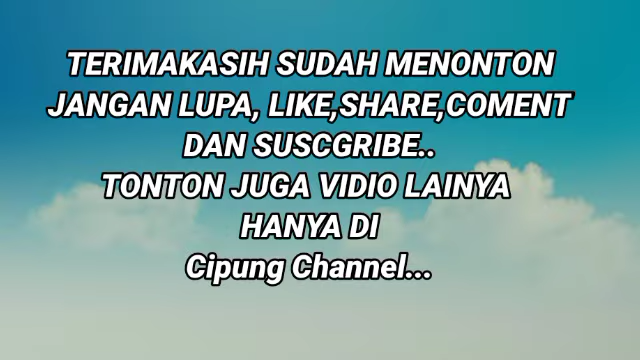 TERIMAKASIH SUDAH MENONTON
JANGAN LUPA, LIKE,SHARE,COMENT
DAN SUSCGRIBE..
TONTON JUGA VIDIO LAINYA
HANYA DI
Cipung Channel...